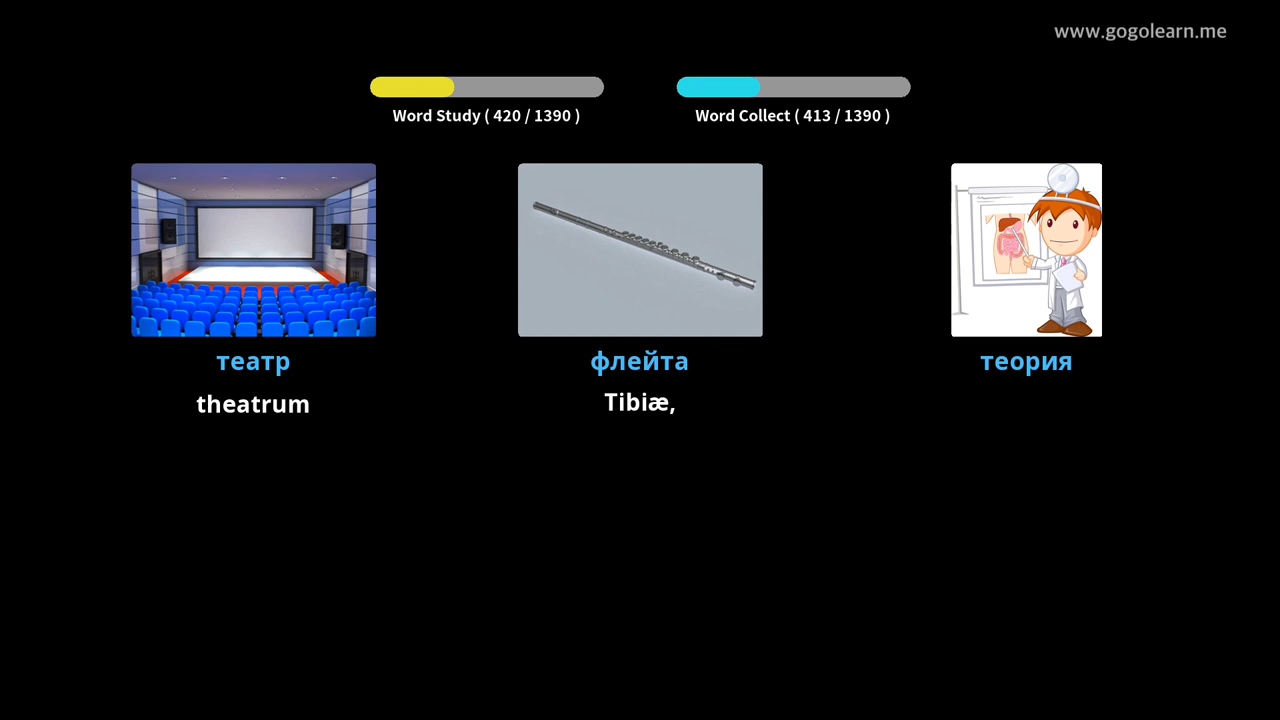 www.gogolearn.me
Word Study ( 420 / 1390 )
Word Collect ( 413 / 1390 )
театр
флейта
теория
theatrum
Tibiæ,